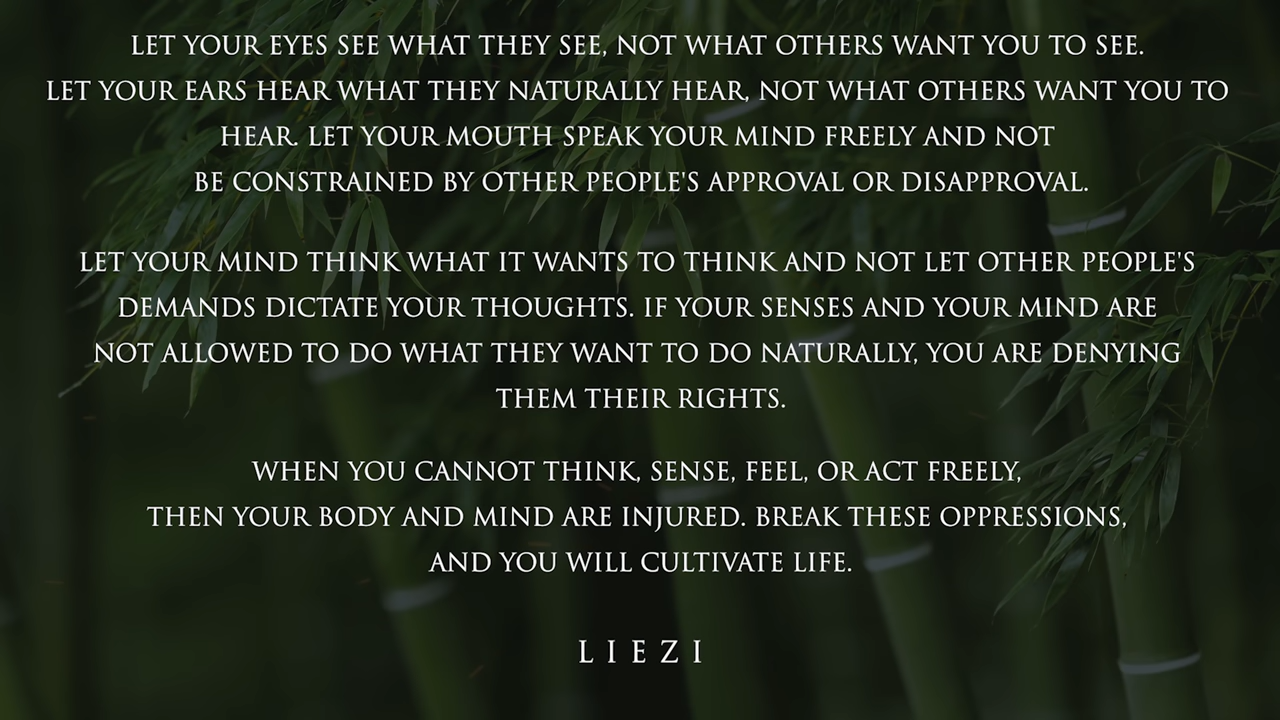 LET YOUR EYES SEE WHAT THEY SEE, NOT WHAT OTHERS WANT YOU TO SEE.
LET YOUR EARS HEAR WHAT THEY NATURALLY HEAR, NOT WHAT OTHERS WANT YOU TO
HEAR. LET YOUR MOUTH SPEAK YOUR MIND FREELY AND NOT
BE CONSTRAINED BY OTHER PEOPLE'S APPROVAL OR DISAPPROVAL.
LET YOUR MIND THINK WHAT IT WANTS TO THINK AND NOT LET OTHER PEOPLE'S
DEMANDS DICTATE YOUR THOUGHTS. IF YOUR SENSES AND YOUR MIND ARE
NOT ALLOWED TO DO WHAT THEY WANT TO DO NATURALLY, YOU ARE DENYING
THEM THEIR RIGHTS.
WHEN YOU CANNOT THINK, SENSE, FEEL, OR ACT FREELY,
THEN YOUR BODY AND MIND ARE INJURED. BREAK THESE OPPRESSIONS,
AND YOU WILL CULTIVATE LIFE.
LIEZI